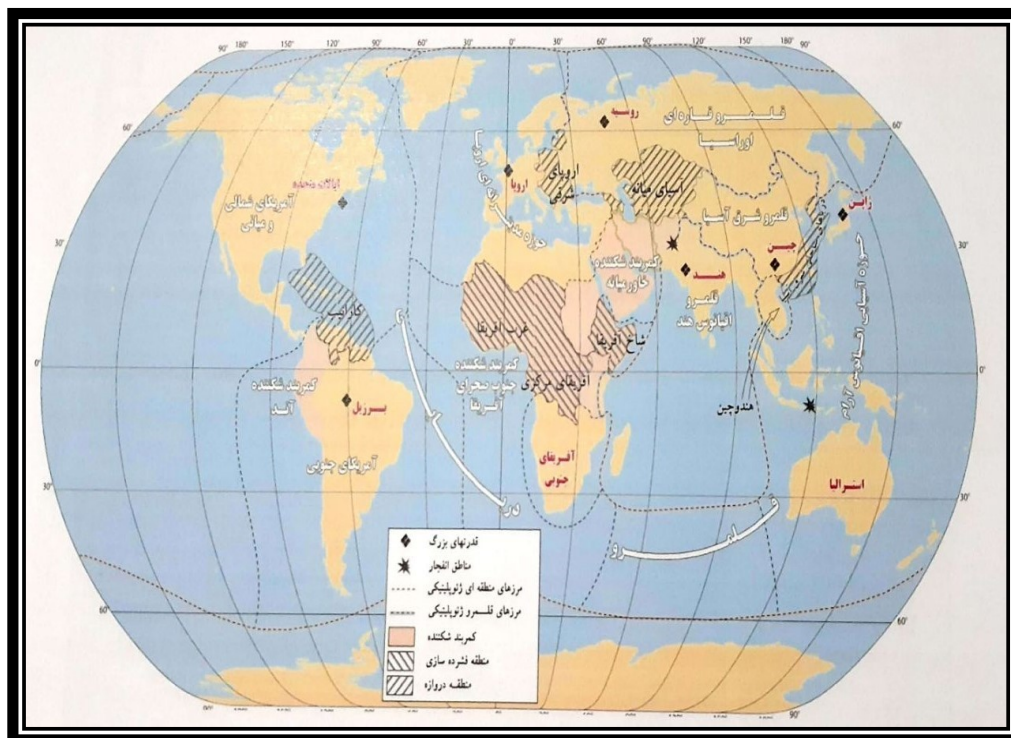 90° 180° 150° 120° 90° 60° 30° 0° 30° 60° 90° 120° 150° 180° 90°
قلمرو قاره ای
اوراسیا
روسیه
60°
60°
اروپای
شرقی
اروپا
آسیای میانه
ایالات متحده
آمریکای شمالی
و میانی
ژاپن
قلمرو شرق آسیا
چین
30°
30°
کمربند شکننده
خاورمیانه
هند
قلمرو
اقیانوس هند
کارائیب
غرب آفریقا
شاخ آفریقا
آفریقای مرکزی
0°
0°
کمربند شکننده
آند
کمربند شکننده
جنوب صحرای
آفریقا
هندوچین
برزیل
آمریکای جنوبی
آفریقای
جنوبی
استرالیا
30°
30°
قلمرو
قدرتهای بزرگ
مناطق انفجار
مرزهای منطقه ای ژئوپلیتیکی
مرزهای قلمرو ژئوپلیتیکی
کمربند شکننده
منطقه فشرده سازی
منطقه دروازه
60°
60°
90°